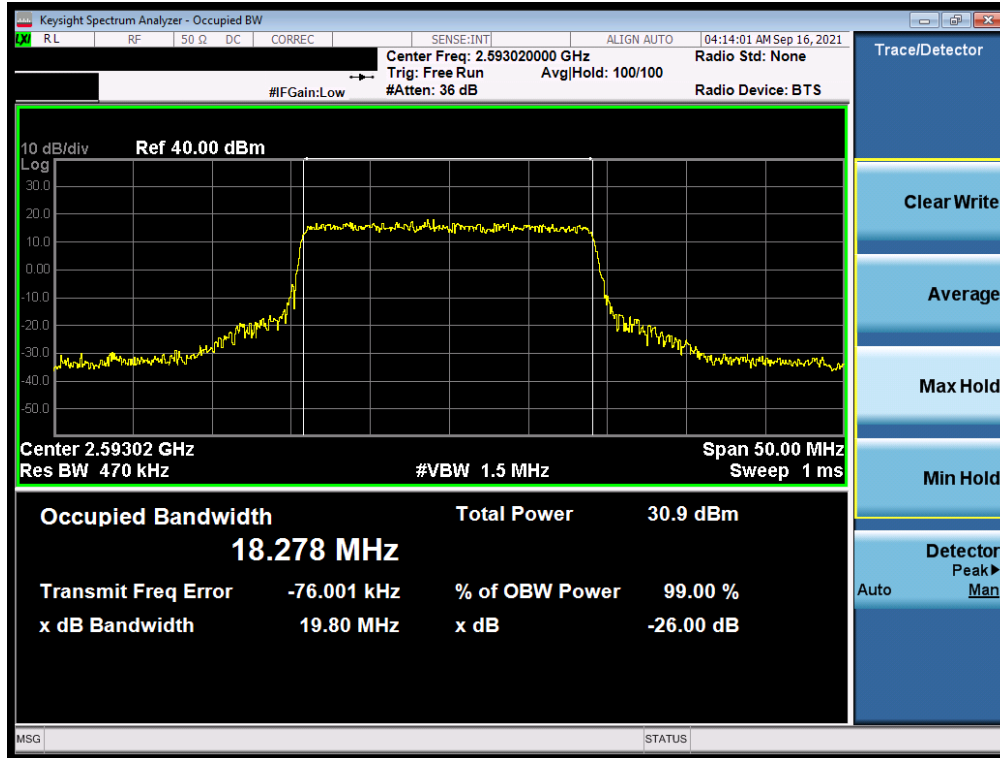 Keysight Spectrum Analyzer - Occupied BW
LXI RL RF 50 Ω DC CORREC SENSE:INT ALIGN AUTO 04:14:01 AM Sep 16, 2021
Center Freq: 2.593020000 GHz Radio Std: None
Trig: Free Run Avg|Hold: 100/100
#IFGain:Low #Atten: 36 dB Radio Device: BTS
10 dB/div Ref 40.00 dBm
Log
30.0
20.0
10.0
0.00
-10.0
-20.0
-30.0
-40.0
-50.0
Center 2.59302 GHz Span 50.00 MHz
Res BW 470 kHz #VBW 1.5 MHz Sweep 1 ms
Occupied Bandwidth Total Power 30.9 dBm
18.278 MHz
Transmit Freq Error -76.001 kHz % of OBW Power 99.00 %
x dB Bandwidth 19.80 MHz x dB -26.00 dB
MSG STATUS
Trace/Detector
Clear Write
Average
Max Hold
Min Hold
Detector
Peak▶
Auto Man